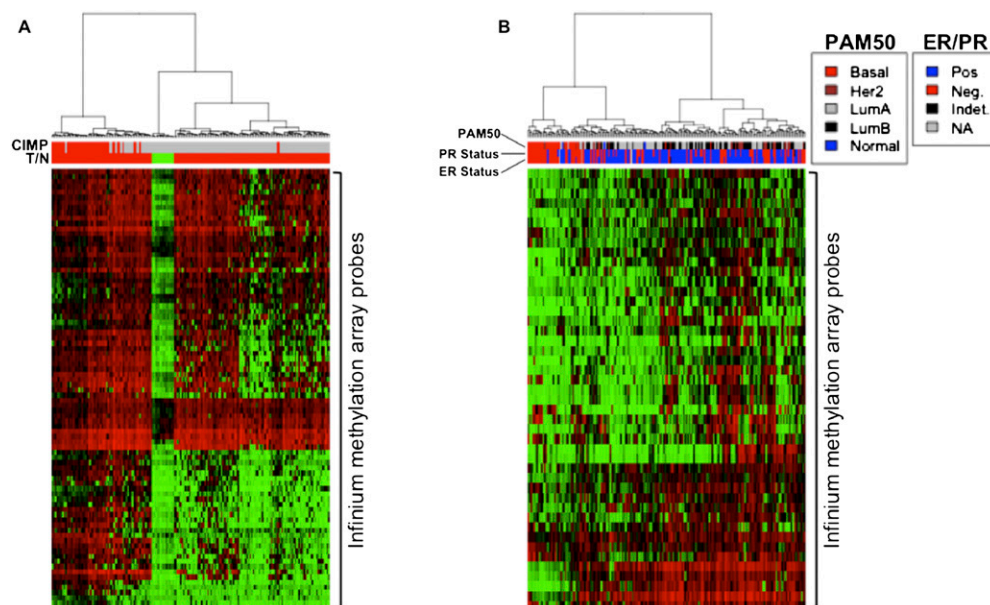 A
CIMP
T/N
Infinium methylation array probes
B
PAM50
PR Status
ER Status
Infinium methylation array probes
PAM50
Basal
Her2
LumA
LumB
Normal
ER/PR
Pos
Neg.
Indet.
NA